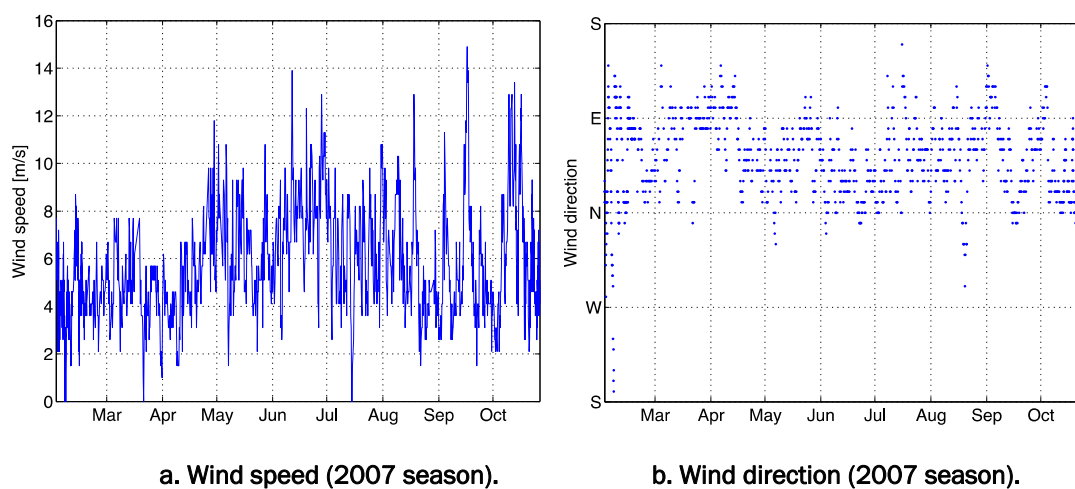 16
14
12
10
8
6
4
2
0
Wind speed [m/s]
Mar Apr May Jun Jul Aug Sep Oct
a. Wind speed (2007 season).
S
E
N
W
S
Wind direction
Mar Apr May Jun Jul Aug Sep Oct
b. Wind direction (2007 season).